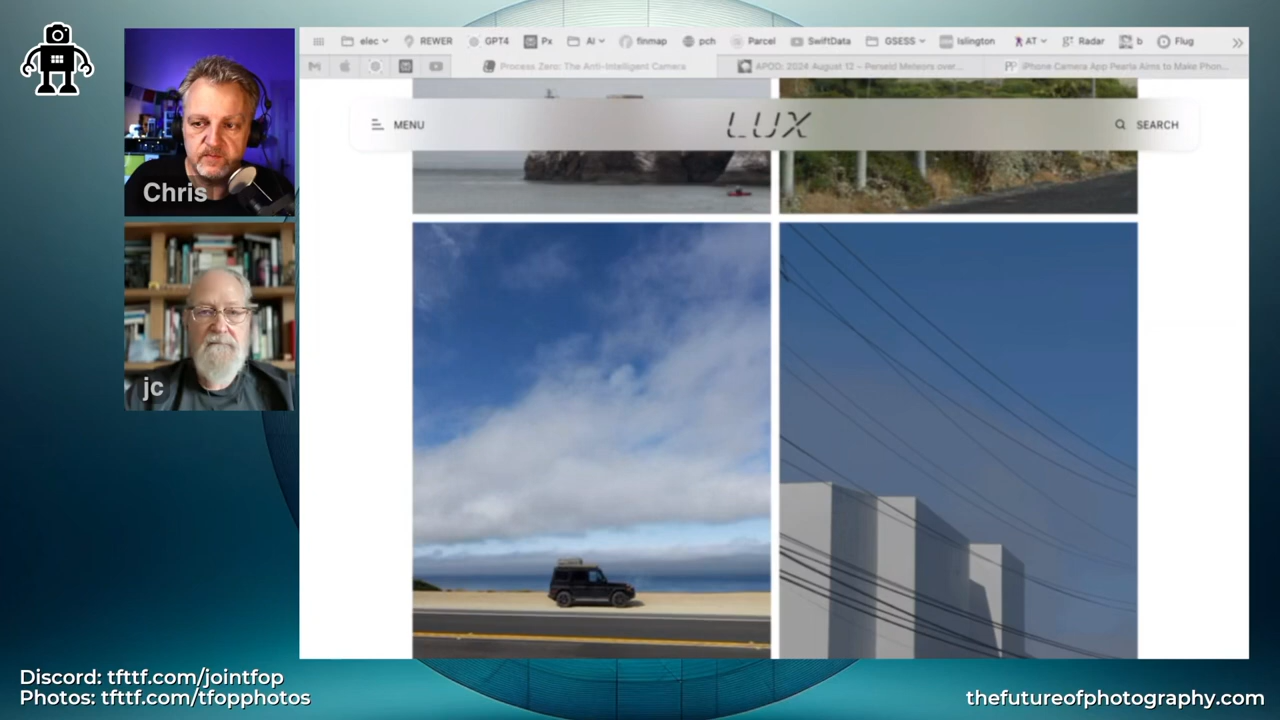 elec REWER GPT4 Px AI finmap pch Parcel SwiftData GSESS Islington AT Radar b Flup
Process Zero: The Anti-Intelligent Camera
APOD: 2024 August 12 – Perseid Meteors over...
iPhone Camera App Pearla Aims to Make Phon...
MENU
LUX
SEARCH
Chris
jc
Discord: tfttf.com/jointfop
Photos: tfttf.com/tfopphotos
thefutureofphotography.com